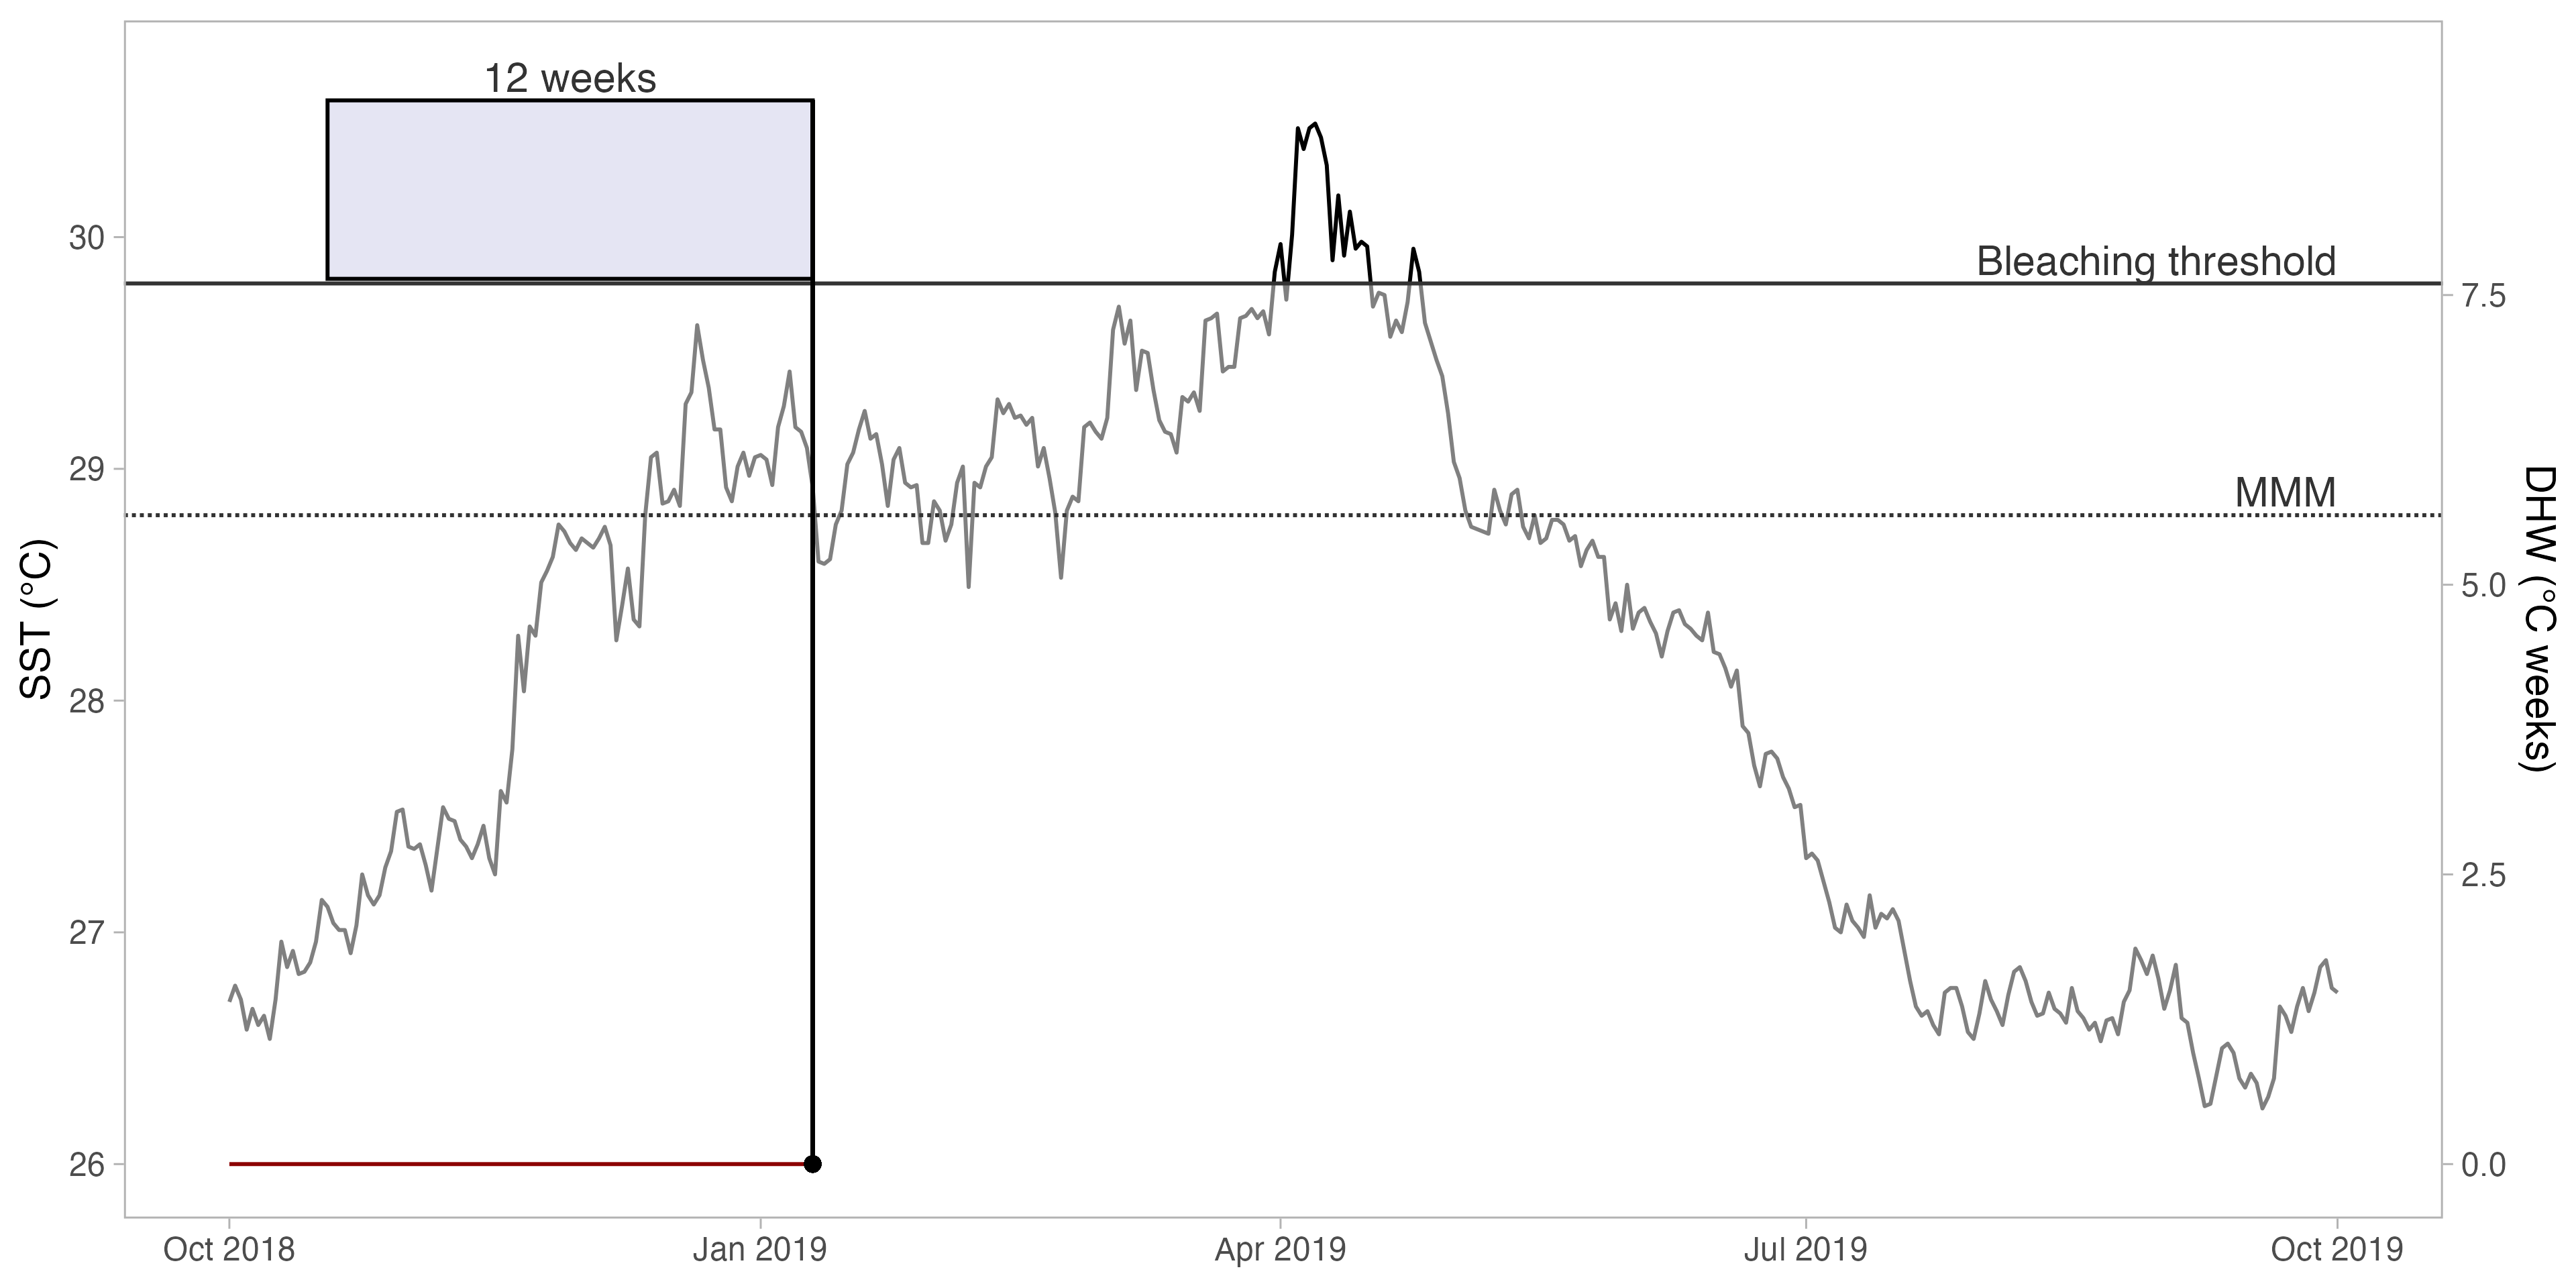 12 weeks
Bleaching threshold
MMM
SST (°C)
30
29
28
27
26
DHW (°C weeks)
7.5
5.0
2.5
0.0
Oct 2018
Jan 2019
Apr 2019
Jul 2019
Oct 2019